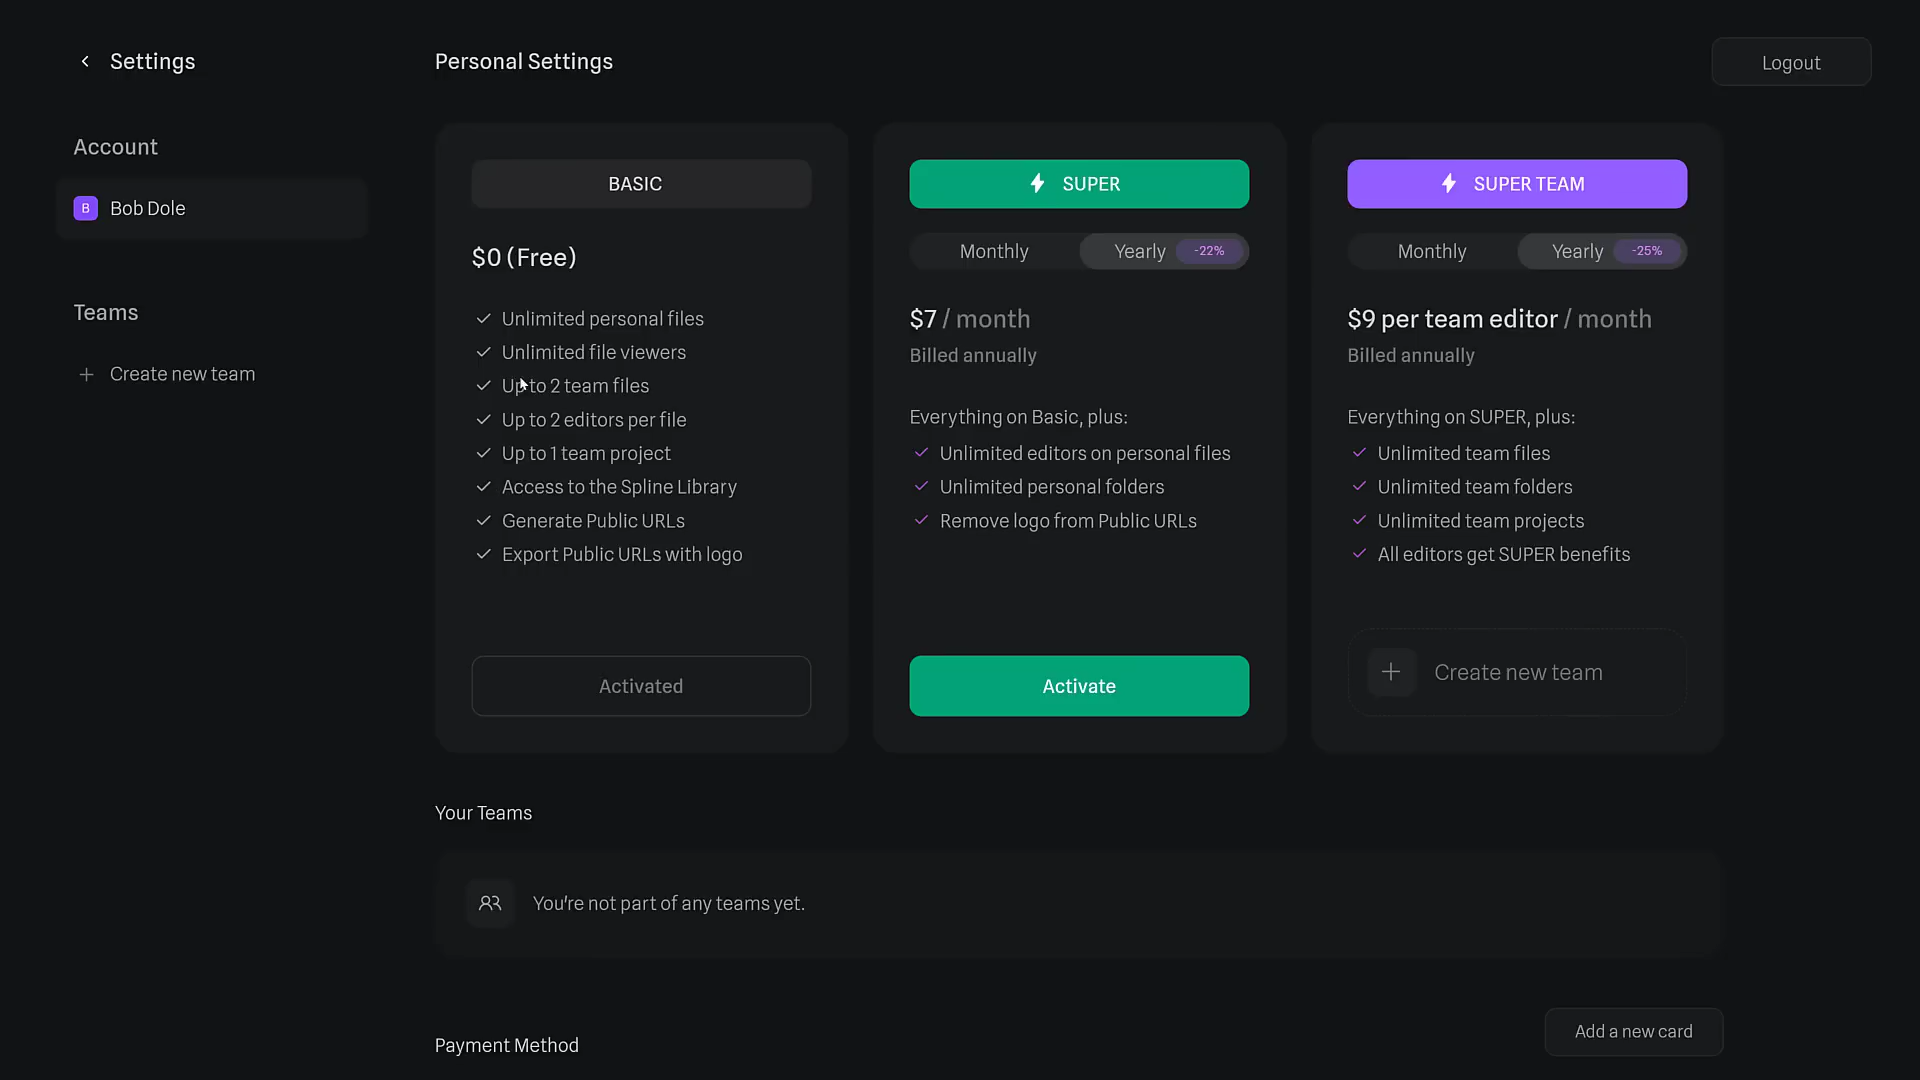 Settings
Personal Settings
Logout
Account
B
Bob Dole
Teams
Create new team
BASIC
$0 (Free)
Unlimited personal files
Unlimited file viewers
Up to 2 team files
Up to 2 editors per file
Up to 1 team project
Access to the Spline Library
Generate Public URLs
Export Public URLs with logo
Activated
SUPER
Monthly
Yearly -22%
$7 / month
Billed annually
Everything on Basic, plus:
Unlimited editors on personal files
Unlimited personal folders
Remove logo from Public URLs
Activate
SUPER TEAM
Monthly
Yearly -25%
$9 per team editor / month
Billed annually
Everything on SUPER, plus:
Unlimited team files
Unlimited team folders
Unlimited team projects
All editors get SUPER benefits
Create new team
Your Teams
You're not part of any teams yet.
Payment Method
Add a new card